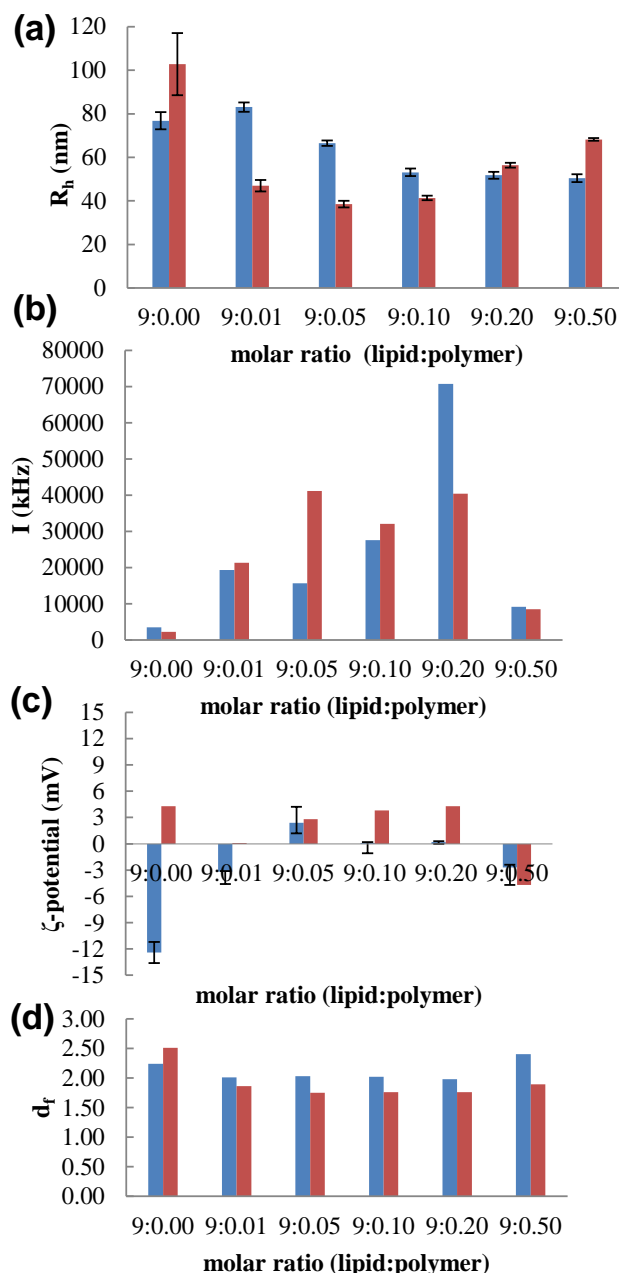 (a)
120
100
80
60
40
20
0
R_h (nm)
9:0.00 9:0.01 9:0.05 9:0.10 9:0.20 9:0.50
molar ratio (lipid:polymer)
(b)
80000
70000
60000
50000
40000
30000
20000
10000
0
I (kHz)
9:0.00 9:0.01 9:0.05 9:0.10 9:0.20 9:0.50
molar ratio (lipid:polymer)
(c)
15
12
9
6
3
0
-3
-6
-9
-12
-15
ζ-potential (mV)
9:0.00 9:0.01 9:0.05 9:0.10 9:0.20 9:0.50
molar ratio (lipid:polymer)
(d)
3.00
2.50
2.00
1.50
1.00
0.50
0.00
d_f
9:0.00 9:0.01 9:0.05 9:0.10 9:0.20 9:0.50
molar ratio (lipid:polymer)